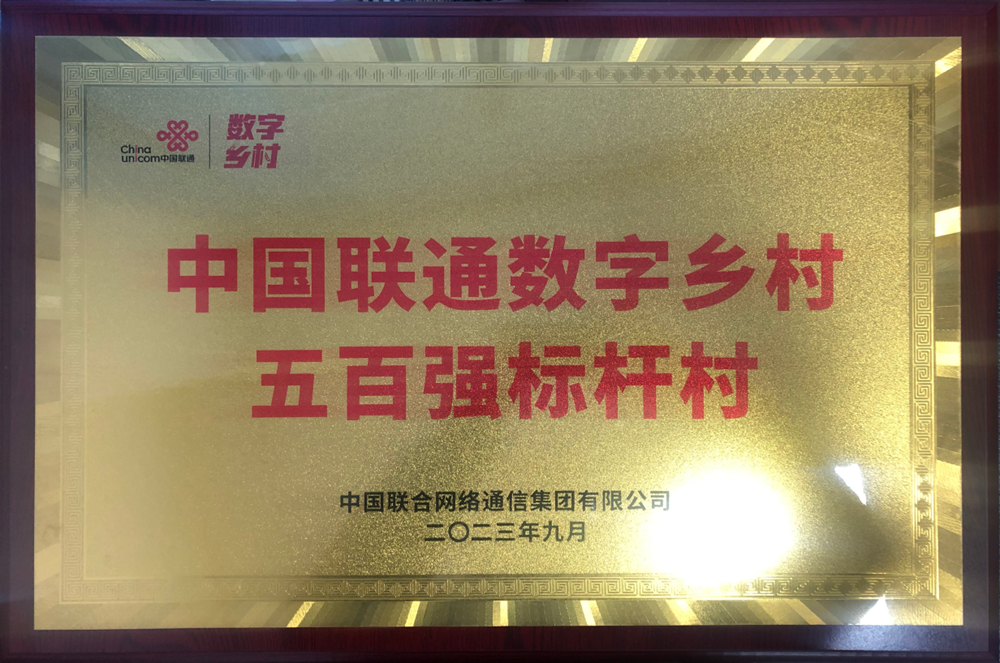 China
unicom中国联通
数字
乡村
中国联通数字乡村
五百强标杆村
中国联合网络通信集团有限公司
二〇二三年九月